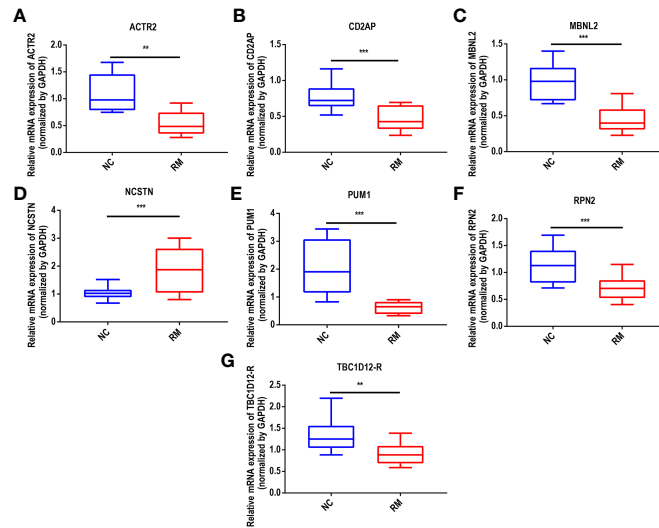 A
ACTR2
Relative mRNA expression of ACTR2
(normalized by GAPDH)
2.0
1.5
1.0
0.5
0.0
**
NC
RM
B
CD2AP
Relative mRNA expression of CD2AP
(normalized by GAPDH)
1.5
1.0
0.5
0.0
***
NC
RM
C
MBNL2
Relative mRNA expression of MBNL2
(normalized by GAPDH)
1.5
1.0
0.5
0.0
***
NC
RM
D
NCSTN
Relative mRNA expression of NCSTN
(normalized by GAPDH)
4
3
2
1
0
***
NC
RM
E
PUM1
Relative mRNA expression of PUM1
(normalized by GAPDH)
4
3
2
1
0
***
NC
RM
F
RPN2
Relative mRNA expression of RPN2
(normalized by GAPDH)
2.0
1.5
1.0
0.5
0.0
***
NC
RM
G
TBC1D12-R
Relative mRNA expression of TBC1D12-R
(normalized by GAPDH)
2.5
2.0
1.5
1.0
0.5
0.0
**
NC
RM